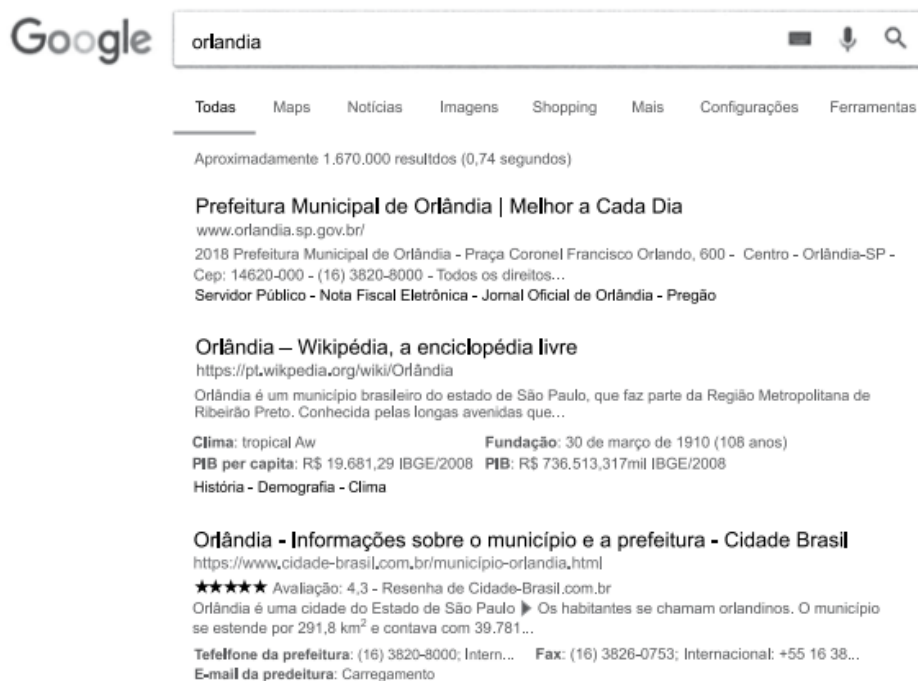 Google
orlandia
Todas Maps Notícias Imagens Shopping Mais Configurações Ferramentas
Aproximadamente 1.670.000 resultdos (0,74 segundos)
Prefeitura Municipal de Orlândia | Melhor a Cada Dia
www.orlandia.sp.gov.br/
2018 Prefeitura Municipal de Orlândia - Praça Coronel Francisco Orlando, 600 - Centro - Orlândia-SP -
Cep: 14620-000 - (16) 3820-8000 - Todos os direitos...
Servidor Público - Nota Fiscal Eletrônica - Jornal Oficial de Orlândia - Pregão
Orlândia – Wikipédia, a enciclopédia livre
https://pt.wikpedia.org/wiki/Orlândia
Orlândia é um município brasileiro do estado de São Paulo, que faz parte da Região Metropolitana de
Ribeirão Preto. Conhecida pelas longas avenidas que...
Clima: tropical Aw Fundação: 30 de março de 1910 (108 anos)
PIB per capita: R$ 19.681,29 IBGE/2008 PIB: R$ 736.513,317mil IBGE/2008
História - Demografia - Clima
Orlândia - Informações sobre o município e a prefeitura - Cidade Brasil
https://www.cidade-brasil.com.br/município-orlandia.html
★★★★★ Avaliação: 4,3 - Resenha de Cidade-Brasil.com.br
Orlândia é uma cidade do Estado de São Paulo ▶ Os habitantes se chamam orlandinos. O município
se estende por 291,8 km² e contava com 39.781...
Tefelfone da prefeitura: (16) 3820-8000; Intern... Fax: (16) 3826-0753; Internacional: +55 16 38...
E-mail da predeitura: Carregamento